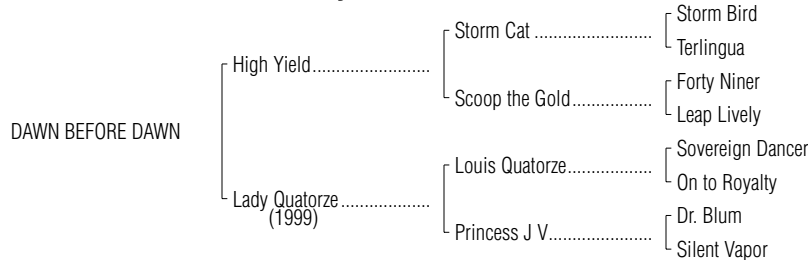 Storm Bird
Storm Cat ........................
Terlingua
High Yield........................
Forty Niner
Scoop the Gold................
Leap Lively
DAWN BEFORE DAWN
Sovereign Dancer
Louis Quatorze.................
On to Royalty
Lady Quatorze..................
(1999)
Dr. Blum
Princess J V.....................
Silent Vapor